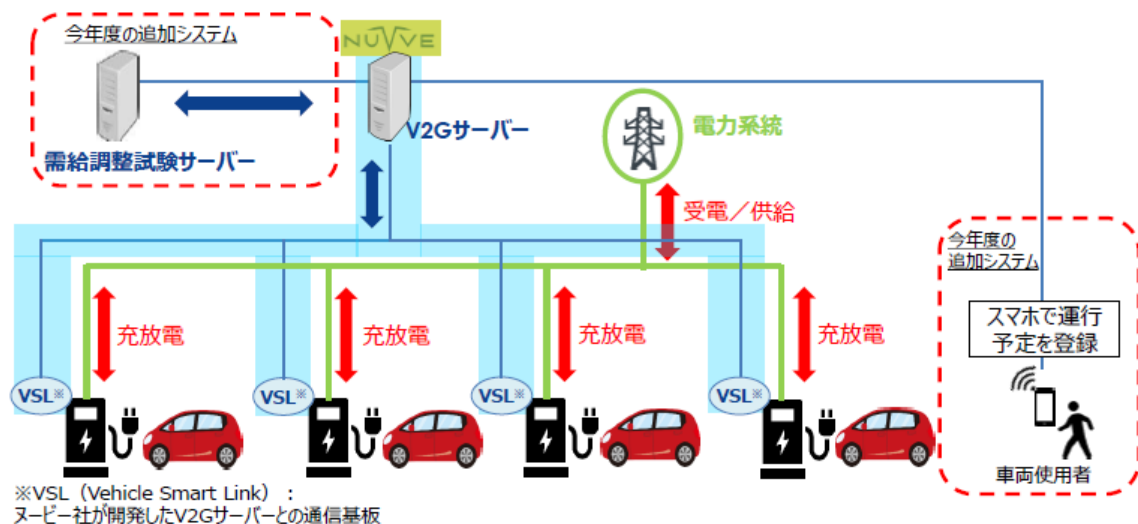 今年度の追加システム
NUVVE
V2Gサーバー
需給調整試験サーバー
電力系統
受電／供給
今年度の
追加システム
スマホで運行
予定を登録
充放電
充放電
充放電
充放電
VSL※
VSL※
VSL※
VSL※
車両使用者
※VSL（Vehicle Smart Link）：
ヌービー社が開発したV2Gサーバーとの通信基板